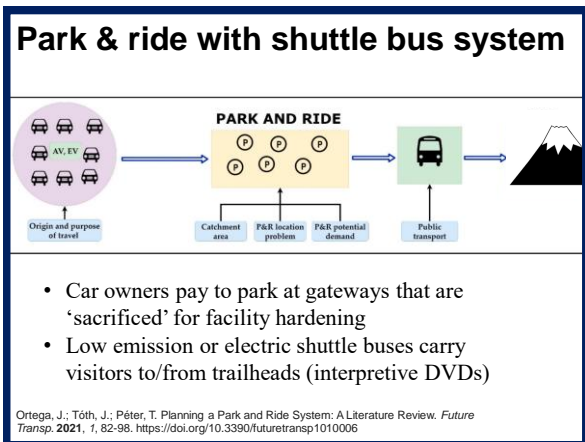 Park & ride with shuttle bus system
PARK AND RIDE
AV, EV
P P P
P P P
Origin and purpose
of travel
Catchment
area
P&R location
problem
P&R potential
demand
Public
transport
• Car owners pay to park at gateways that are
‘sacrificed’ for facility hardening
• Low emission or electric shuttle buses carry
visitors to/from trailheads (interpretive DVDs)
Ortega, J.; Tóth, J.; Péter, T. Planning a Park and Ride System: A Literature Review. Future
Transp. 2021, 1, 82-98. https://doi.org/10.3390/futuretransp1010006